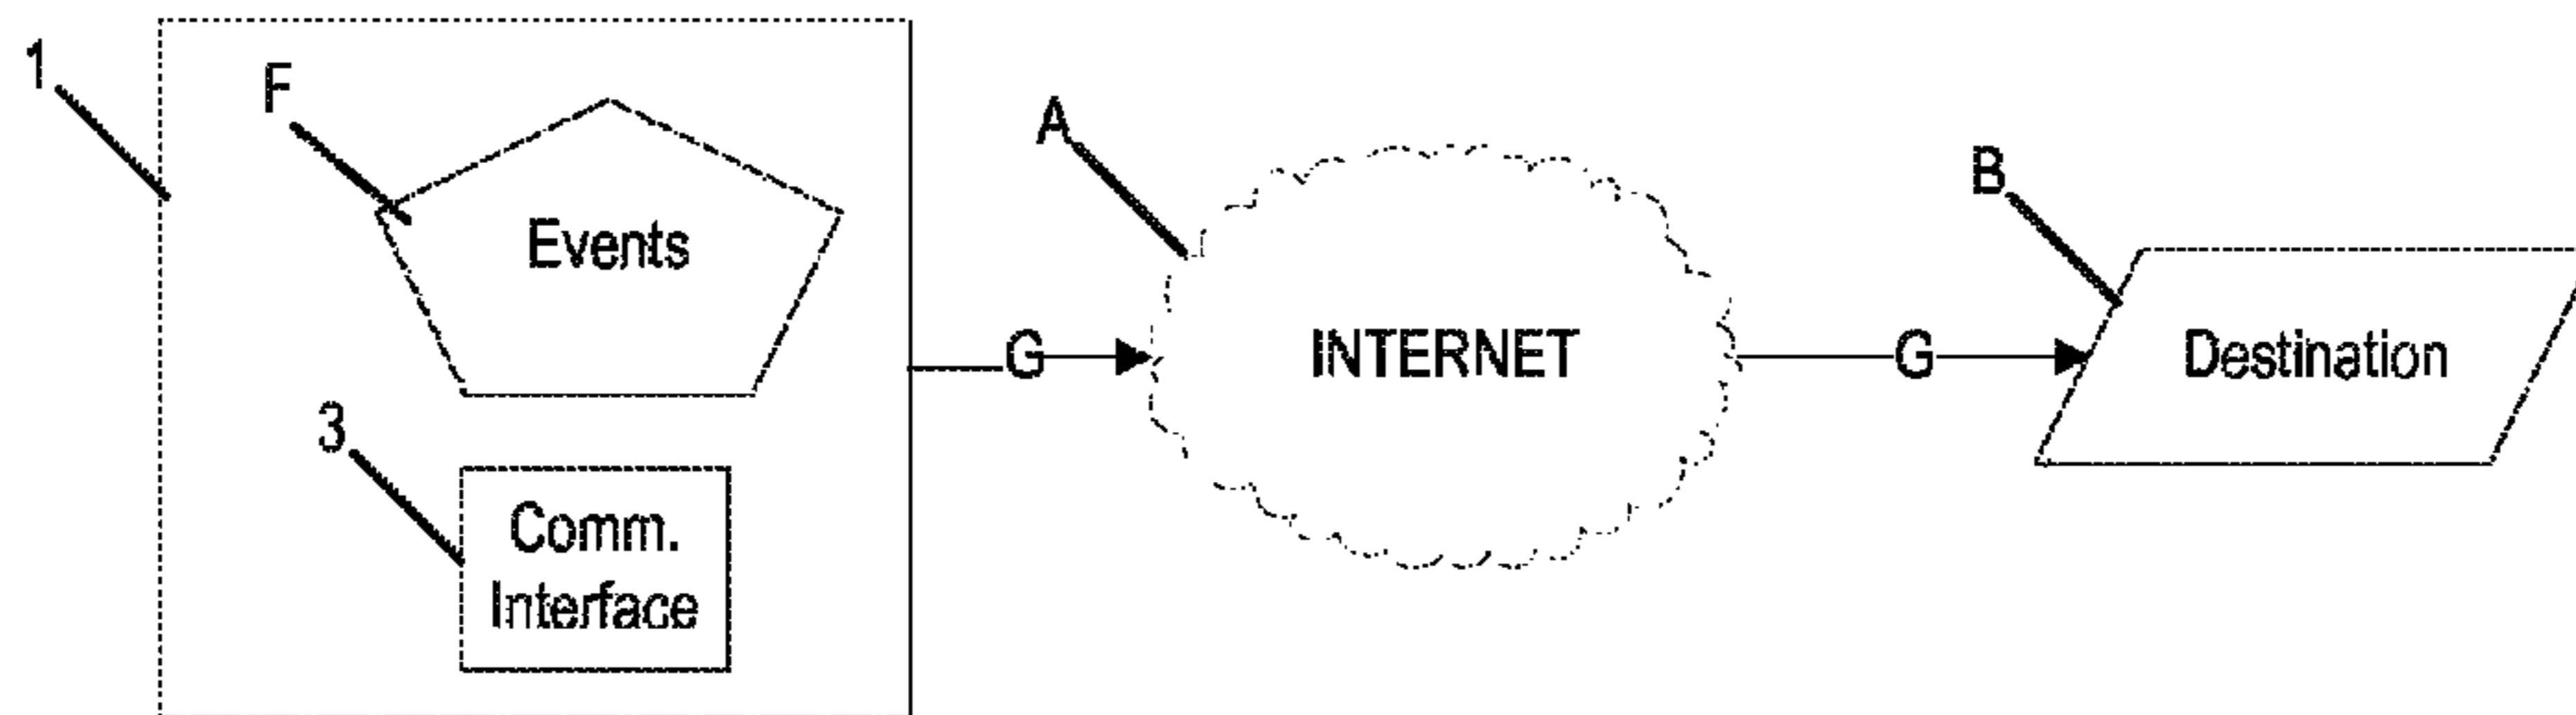 1
F
Events
3
Comm.
Interface
G
A
INTERNET
G
B
Destination